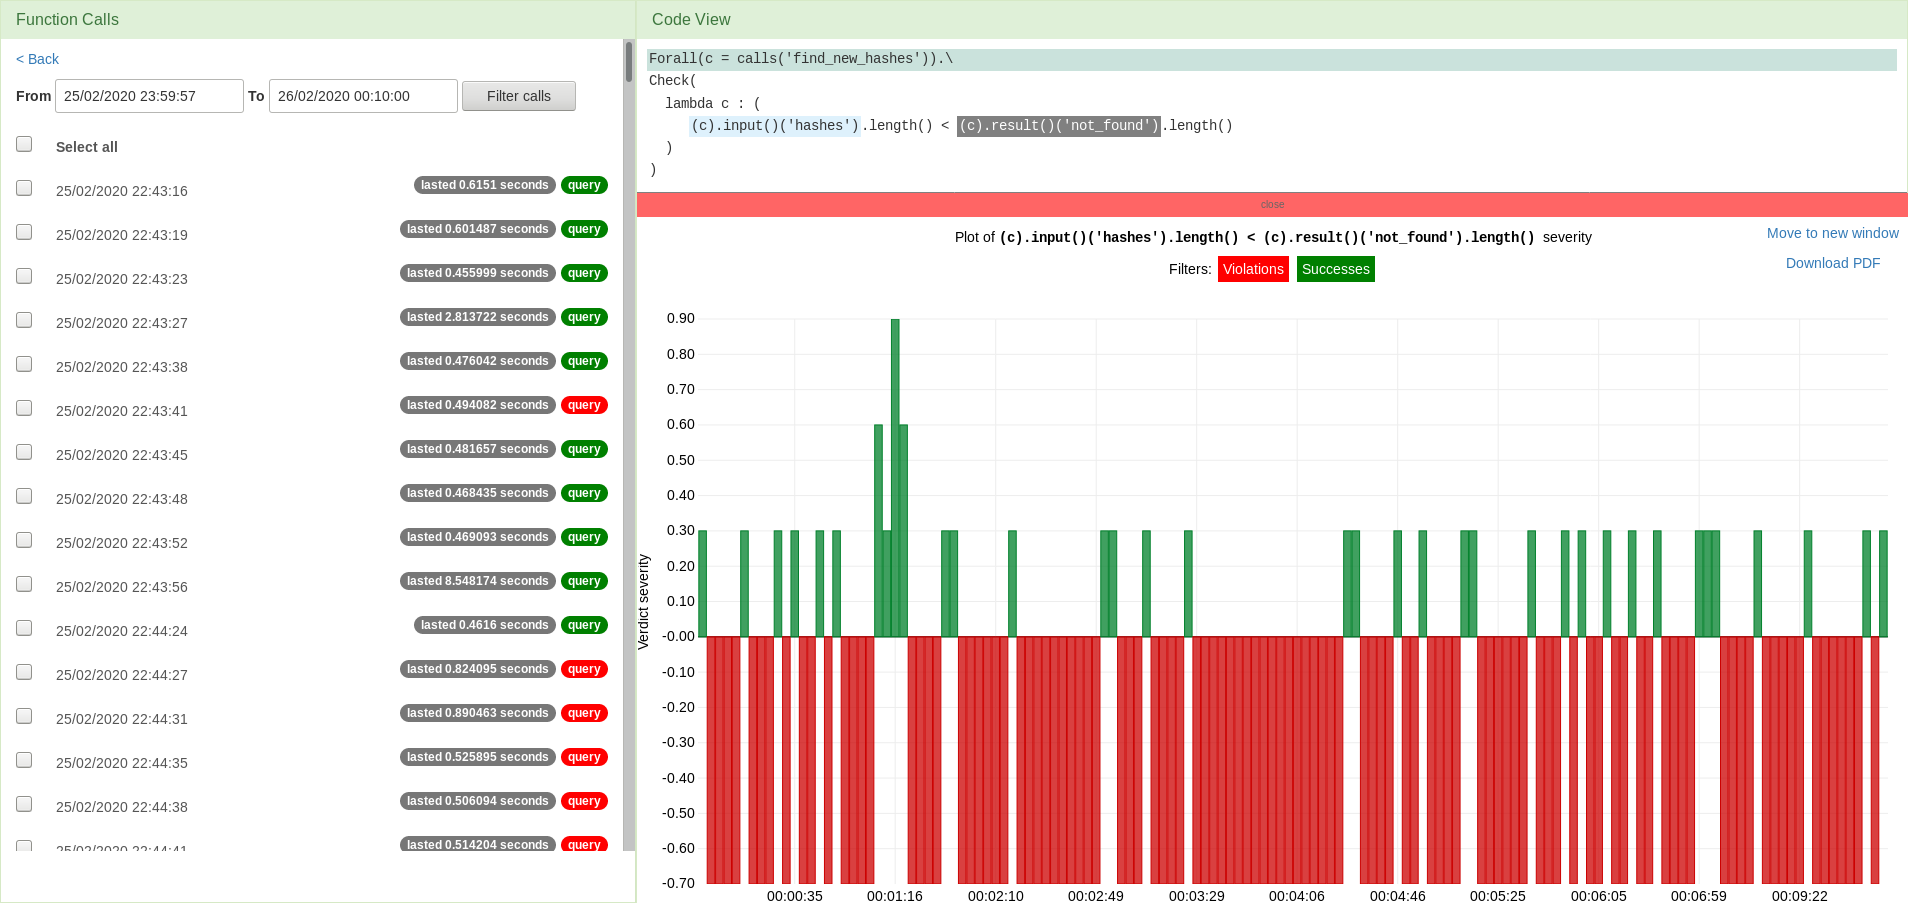 Function Calls
< Back
From 25/02/2020 23:59:57 To 26/02/2020 00:10:00 Filter calls
Select all
25/02/2020 22:43:16 lasted 0.6151 seconds query
25/02/2020 22:43:19 lasted 0.601487 seconds query
25/02/2020 22:43:23 lasted 0.455999 seconds query
25/02/2020 22:43:27 lasted 2.813722 seconds query
25/02/2020 22:43:38 lasted 0.476042 seconds query
25/02/2020 22:43:41 lasted 0.494082 seconds query
25/02/2020 22:43:45 lasted 0.481657 seconds query
25/02/2020 22:43:48 lasted 0.468435 seconds query
25/02/2020 22:43:52 lasted 0.469093 seconds query
25/02/2020 22:43:56 lasted 8.548174 seconds query
25/02/2020 22:44:24 lasted 0.4616 seconds query
25/02/2020 22:44:27 lasted 0.824095 seconds query
25/02/2020 22:44:31 lasted 0.890463 seconds query
25/02/2020 22:44:35 lasted 0.525895 seconds query
25/02/2020 22:44:38 lasted 0.506094 seconds query
25/02/2020 22:44:41 lasted 0.514204 seconds query
Code View
Forall(c = calls('find_new_hashes')).\
Check(
lambda c : (
(c).input()('hashes').length() < (c).result()('not_found').length()
)
)
close
Plot of (c).input()('hashes').length() < (c).result()('not_found').length() severity
Move to new window
Filters: Violations Successes
Download PDF
Verdict severity
0.90
0.80
0.70
0.60
0.50
0.40
0.30
0.20
0.10
-0.00
-0.10
-0.20
-0.30
-0.40
-0.50
-0.60
-0.70
00:00:35 00:01:16 00:02:10 00:02:49 00:03:29 00:04:06 00:04:46 00:05:25 00:06:05 00:06:59 00:09:22